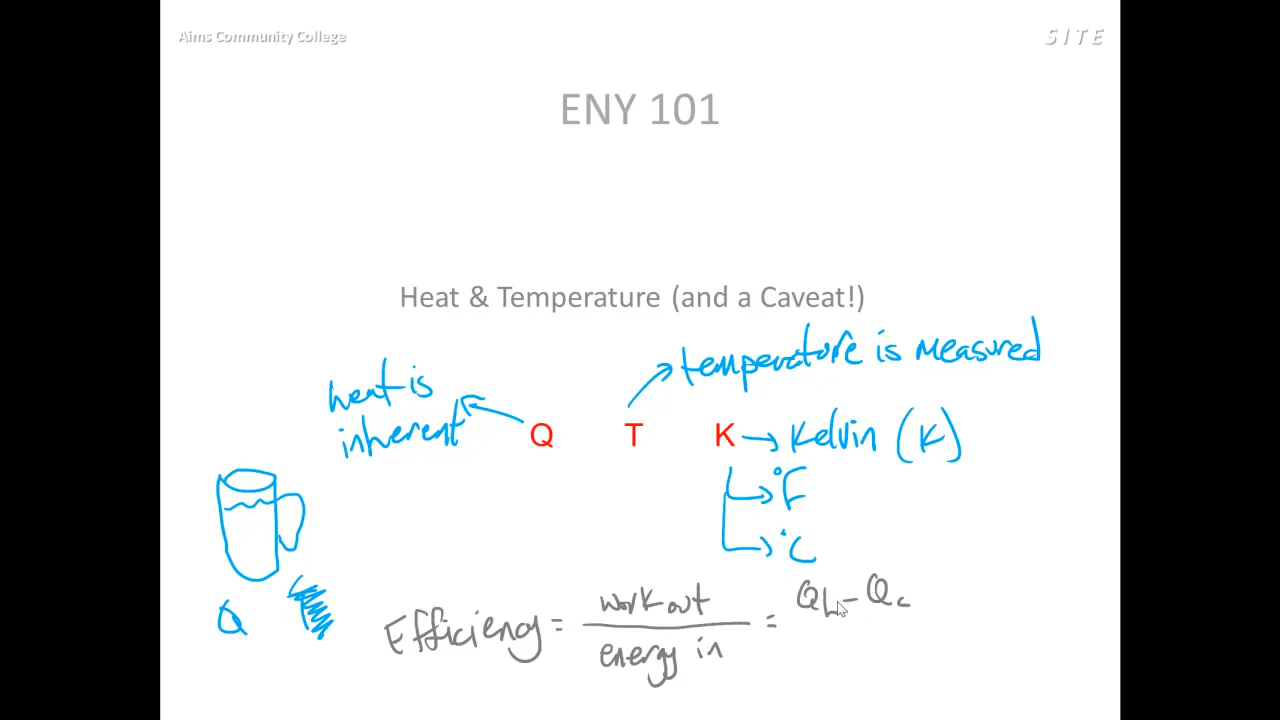 Aims Community College
SITE
ENY 101
Heat & Temperature (and a Caveat!)
temperature is measured
heat is
inherent
Q T K → Kelvin (K)
°F
°C
Q
Efficiency = work out / energy in = Qh - Qc